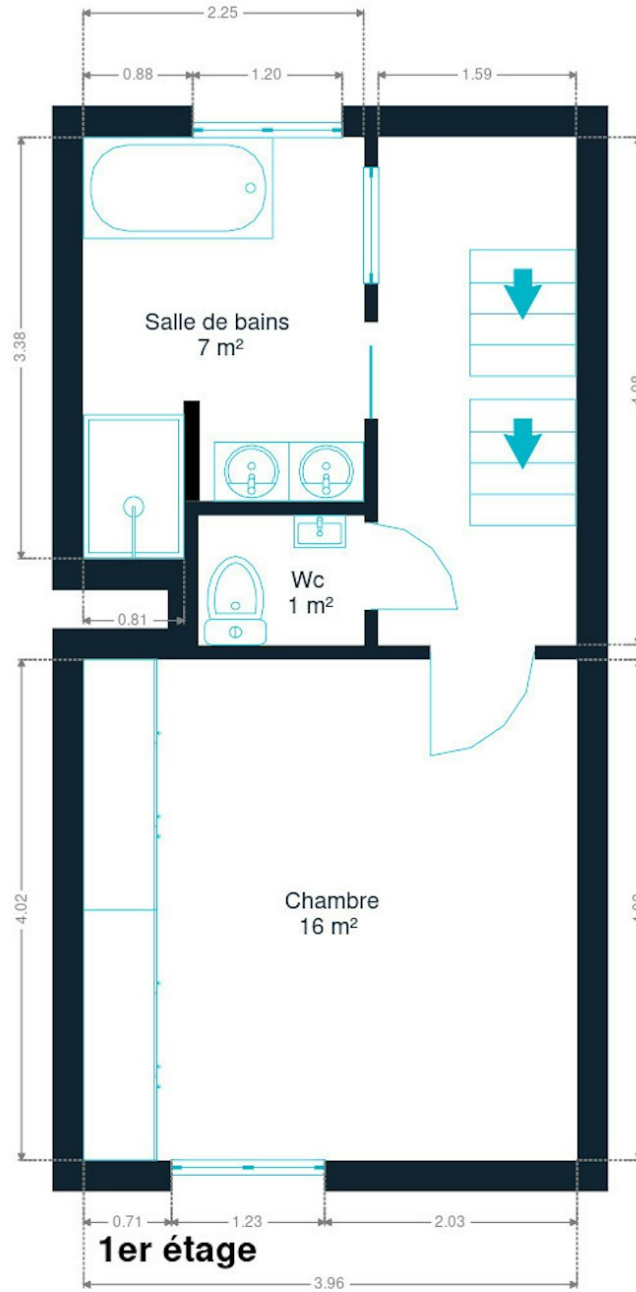 2.25
0.88
1.20
1.59
3.38
Salle de bains
7 m²
Wc
1 m²
0.81
4.02
Chambre
16 m²
0.71
1.23
2.03
1er étage
3.96